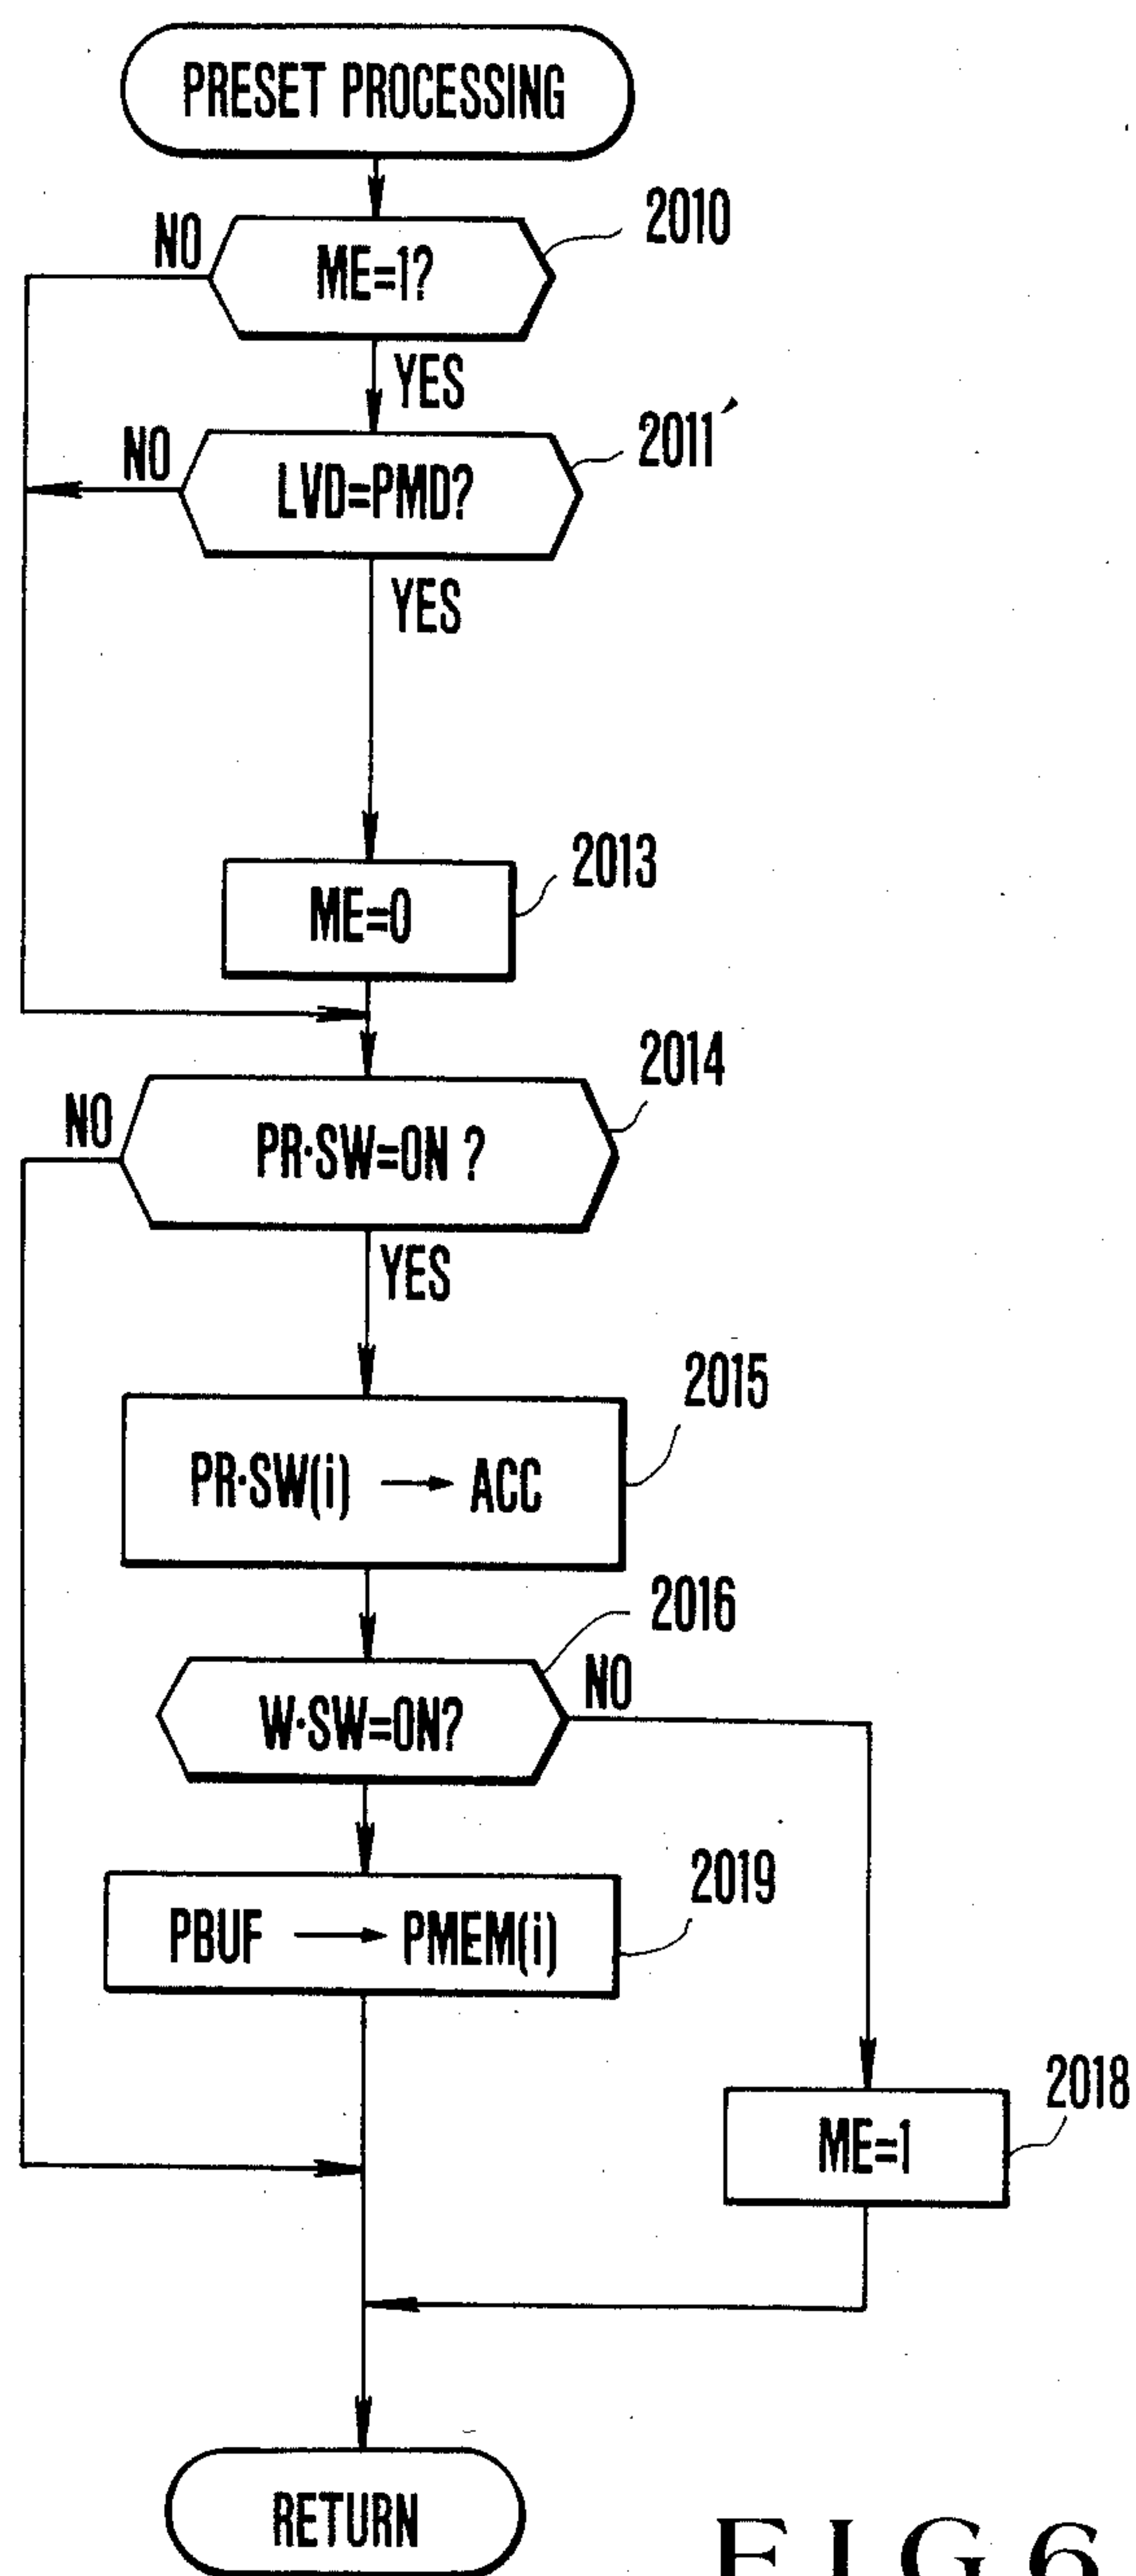 PRESET PROCESSING
2010
NO
ME=1?
YES
2011'
NO
LVD=PMD?
YES
2013
ME=0
2014
NO
PR·SW=ON ?
YES
2015
PR·SW(i) → ACC
2016
NO
W·SW=ON?
2019
PBUF → PMEM(i)
2018
ME=1
RETURN
FIG 6